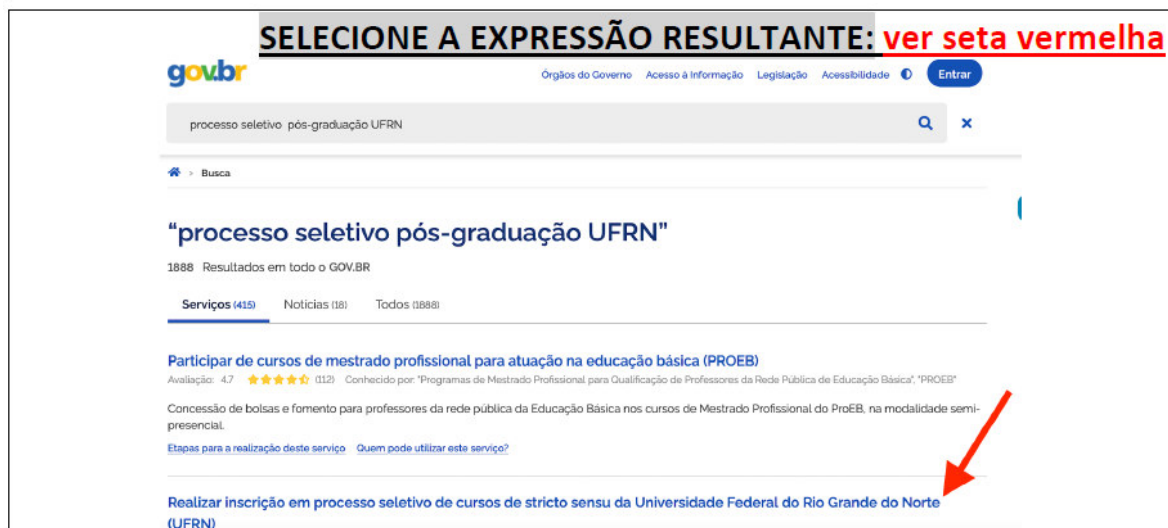 SELECIONE A EXPRESSÃO RESULTANTE: ver seta vermelha
gov.br
Órgãos do Governo Acesso à Informação Legislação Acessibilidade Entrar
processo seletivo pós-graduação UFRN
> Busca
“processo seletivo pós-graduação UFRN”
1888 Resultados em todo o GOV.BR
Serviços (415) Notícias (18) Todos (1888)
Participar de cursos de mestrado profissional para atuação na educação básica (PROEB)
Avaliação: 4.7 (112) Conhecido por: "Programas de Mestrado Profissional para Qualificação de Professores da Rede Pública de Educação Básica", "PROEB"
Concessão de bolsas e fomento para professores da rede pública da Educação Básica nos cursos de Mestrado Profissional do ProEB, na modalidade semi-
presencial.
Etapas para a realização deste serviço Quem pode utilizar este serviço?
Realizar inscrição em processo seletivo de cursos de stricto sensu da Universidade Federal do Rio Grande do Norte
(UFRN)